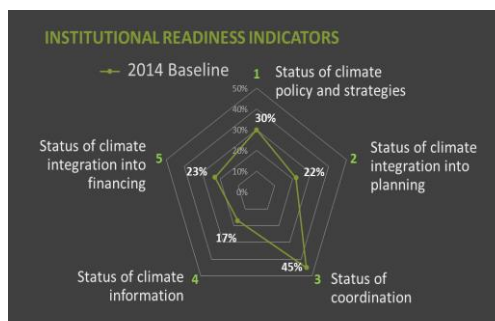 INSTITUTIONAL READINESS INDICATORS
2014 Baseline
1
Status of climate
policy and strategies
50%
40%
30%
20%
10%
0%
30%
22%
45%
17%
23%
2
Status of climate
integration into
planning
3
Status of
coordination
4
Status of climate
information
5
Status of climate
integration into
financing